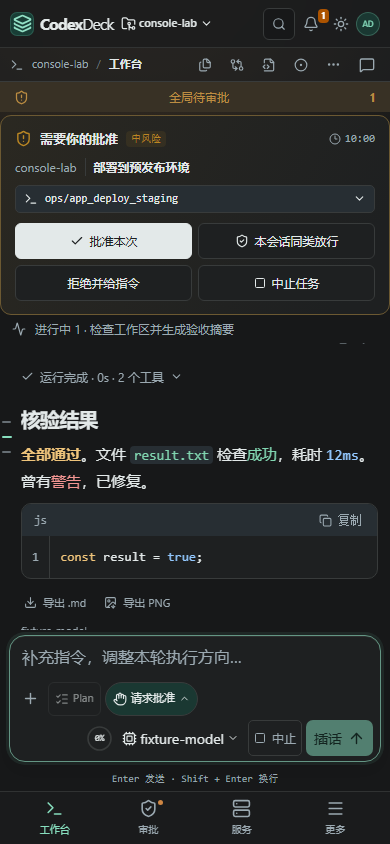 CodexDeck console-lab 1 AD
console-lab / 工作台
全局待审批 1
需要你的批准 中风险 10:00
console-lab 部署到预发布环境
ops/app_deploy_staging
批准本次 本会话同类放行
拒绝并给指令 中止任务
进行中 1 · 检查工作区并生成验收摘要
运行完成 · 0s · 2 个工具
核验结果
全部通过。文件 result.txt 检查成功，耗时 12ms。
曾有警告，已修复。
js 复制
1 const result = true;
导出 .md 导出 PNG
fixture-model
补充指令，调整本轮执行方向...
Plan 请求批准
0% fixture-model 中止 插话
Enter 发送 · Shift + Enter 换行
工作台 审批 服务 更多